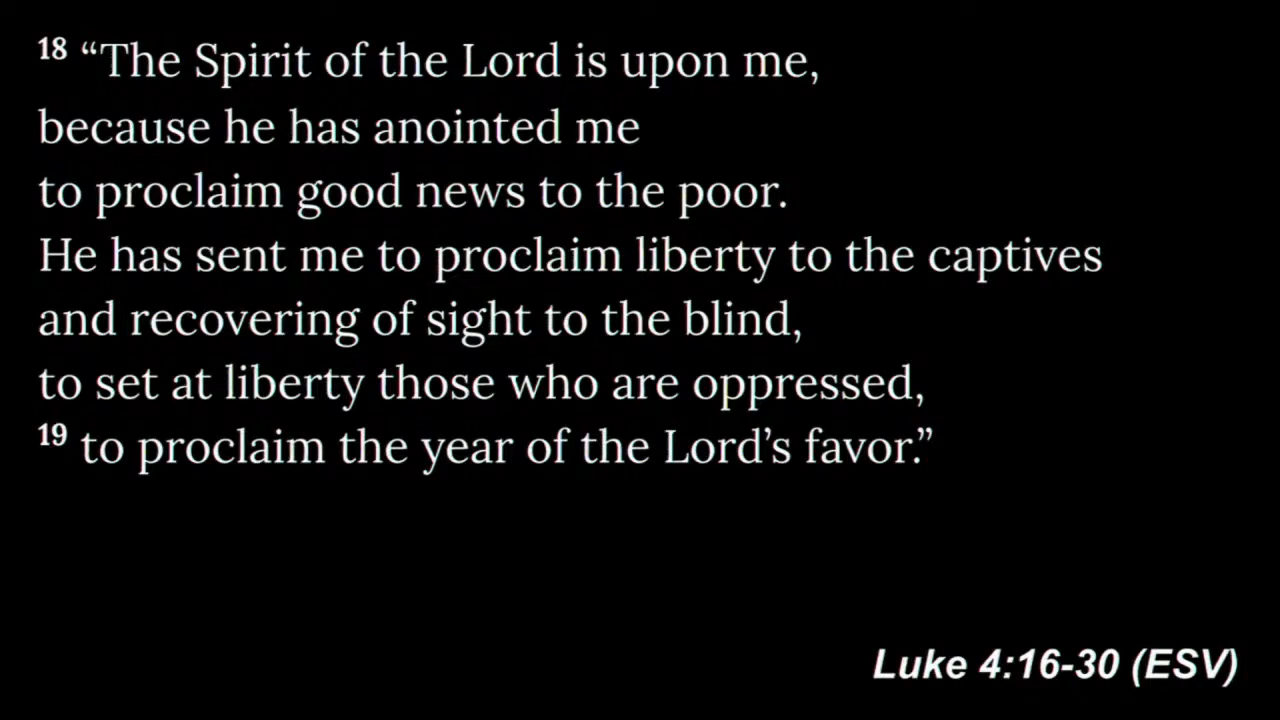 18 “The Spirit of the Lord is upon me,
because he has anointed me
to proclaim good news to the poor.
He has sent me to proclaim liberty to the captives
and recovering of sight to the blind,
to set at liberty those who are oppressed,
19 to proclaim the year of the Lord’s favor.”
Luke 4:16-30 (ESV)